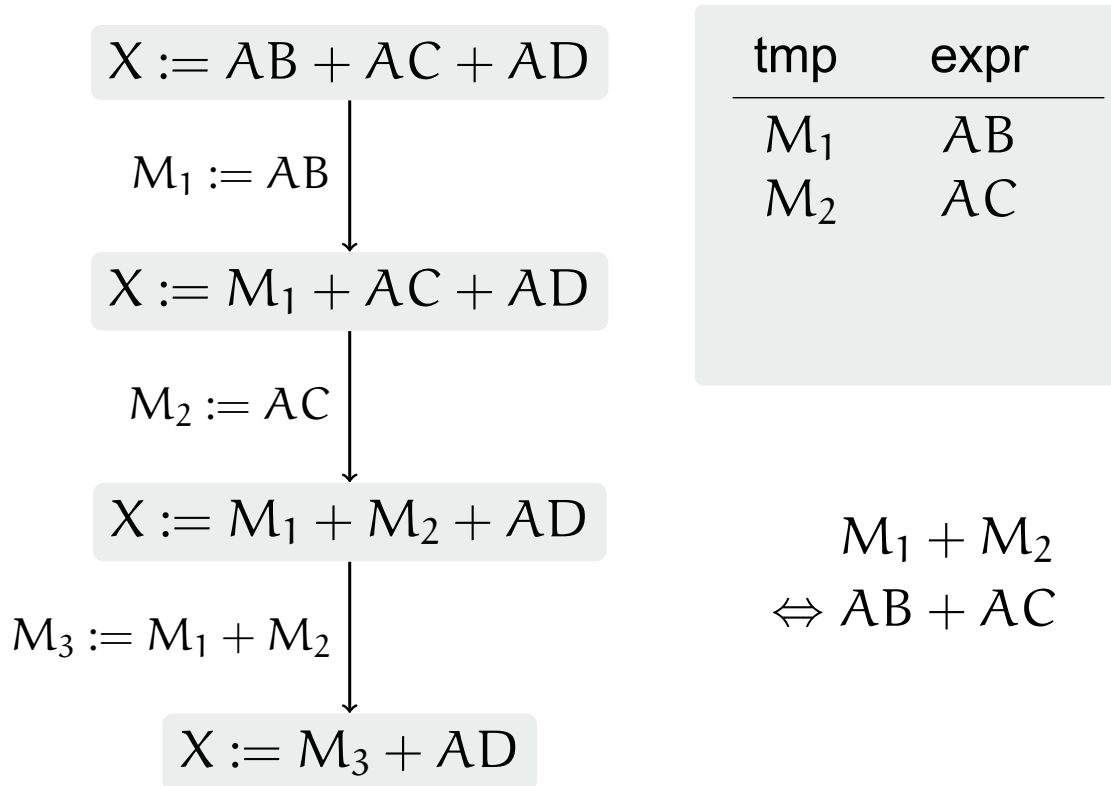 X := AB + AC + AD
M₁ := AB
X := M₁ + AC + AD
M₂ := AC
X := M₁ + M₂ + AD
M₃ := M₁ + M₂
X := M₃ + AD
tmp expr
M₁ AB
M₂ AC
M₁ + M₂
⇔ AB + AC